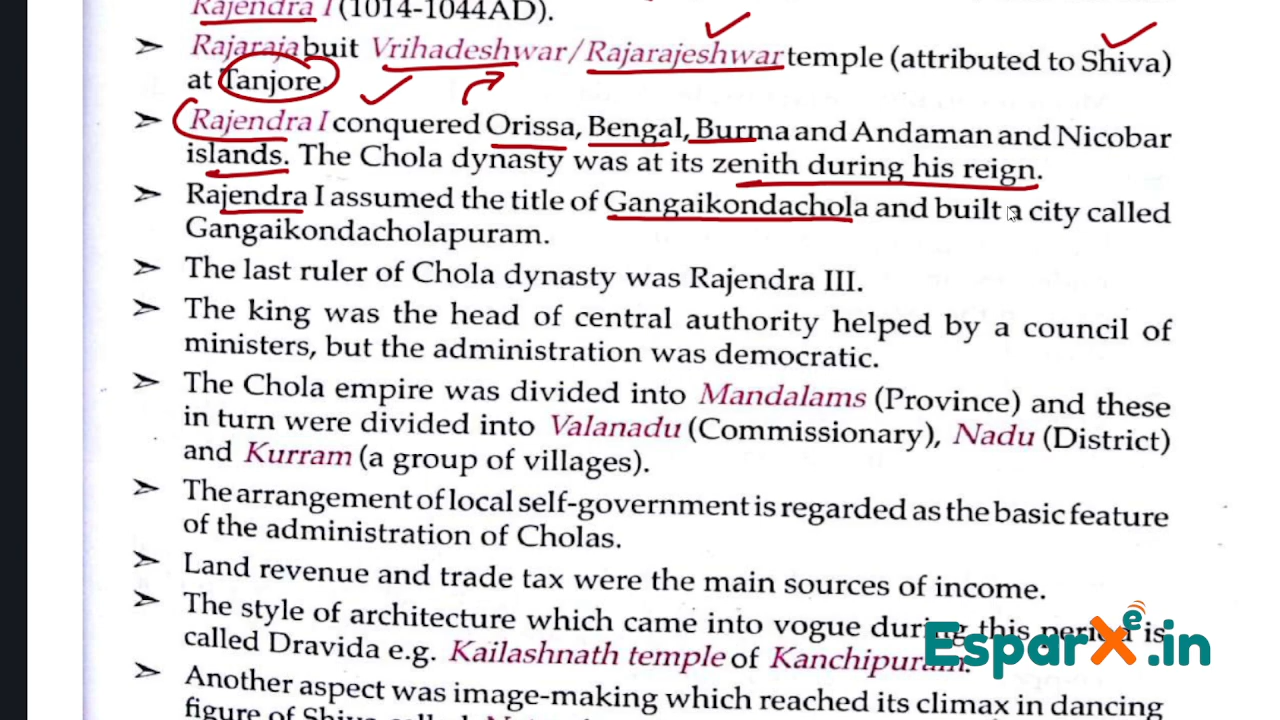 Rajendra I (1014-1044AD).
➢ Rajaraja buit Vrihadeshwar/Rajarajeshwar temple (attributed to Shiva)
at Tanjore.
➢ Rajendra I conquered Orissa, Bengal, Burma and Andaman and Nicobar
islands. The Chola dynasty was at its zenith during his reign.
➢ Rajendra I assumed the title of Gangaikondachola and built a city called
Gangaikondacholapuram.
➢ The last ruler of Chola dynasty was Rajendra III.
➢ The king was the head of central authority helped by a council of
ministers, but the administration was democratic.
➢ The Chola empire was divided into Mandalams (Province) and these
in turn were divided into Valanadu (Commissionary), Nadu (District)
and Kurram (a group of villages).
➢ The arrangement of local self-government is regarded as the basic feature
of the administration of Cholas.
➢ Land revenue and trade tax were the main sources of income.
➢ The style of architecture which came into vogue during this period is
called Dravida e.g. Kailashnath temple of Kanchipuram.
➢ Another aspect was image-making which reached its climax in dancing
figure of Shiva called
EsparXe.in